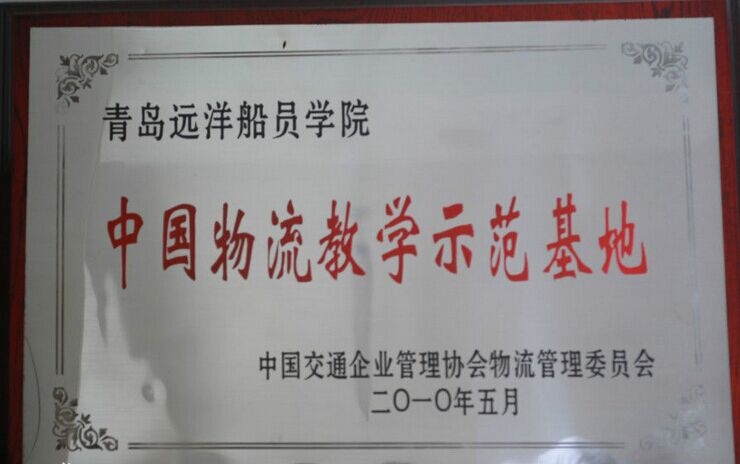 青岛远洋船员学院
中国物流教学示范基地
中国交通企业管理协会物流管理委员会
二〇一〇年五月